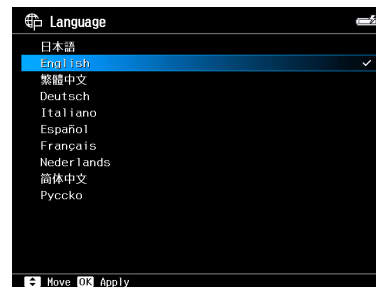 Language
日本語
English
繁體中文
Deutsch
Italiano
Español
Français
Nederlands
简体中文
Pyccko
Move OK Apply